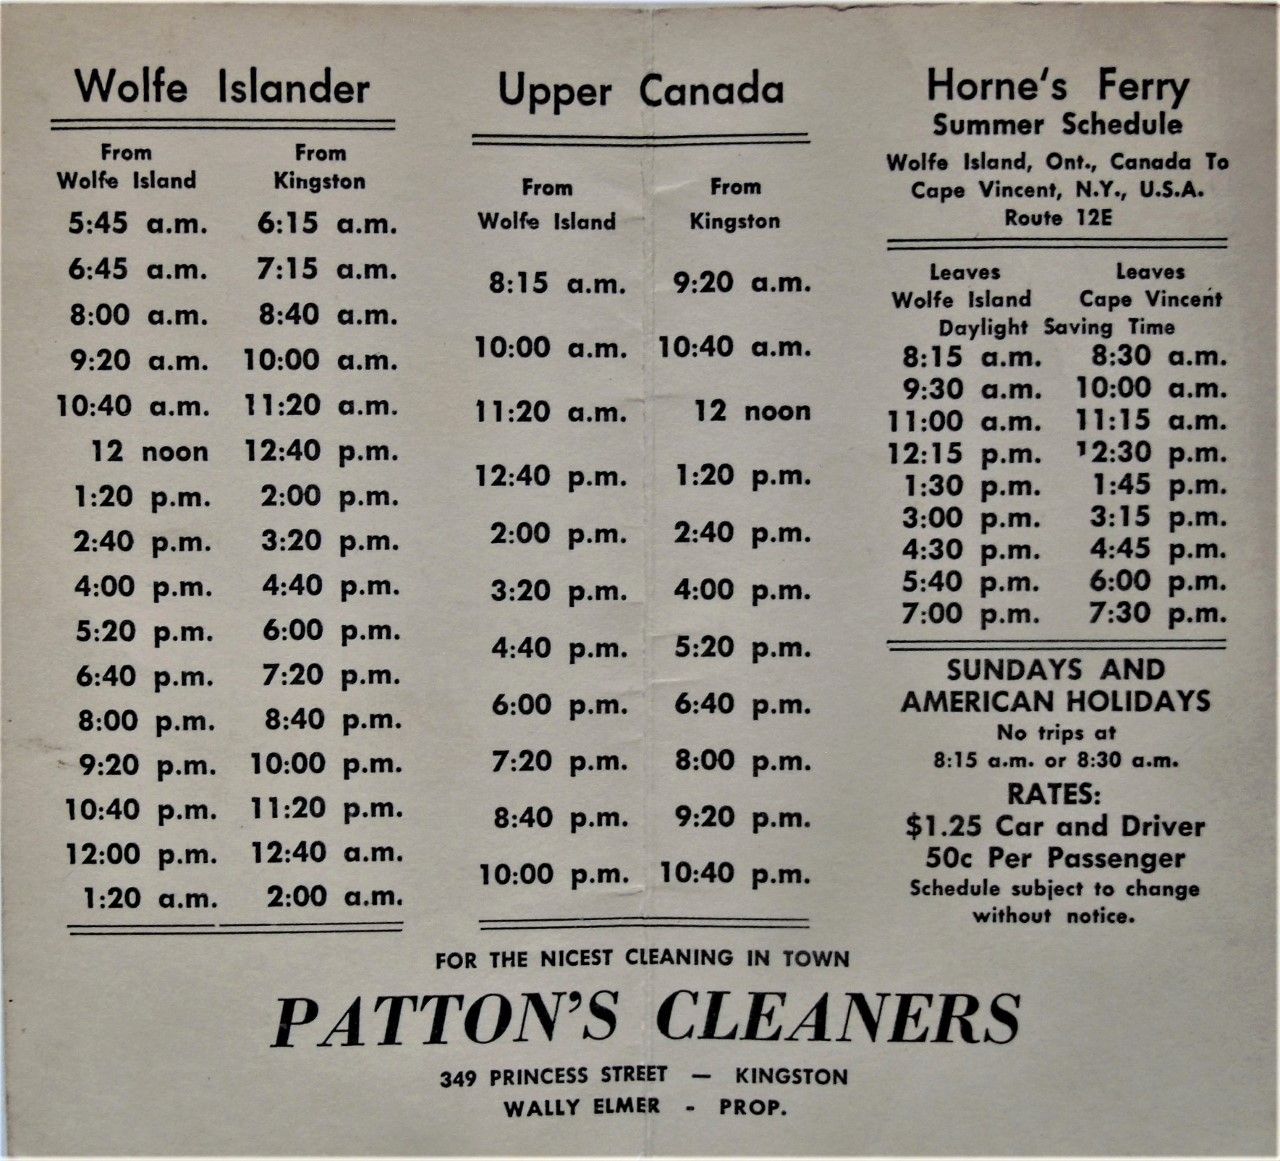 Wolfe Islander
From From
Wolfe Island Kingston
5:45 a.m. 6:15 a.m.
6:45 a.m. 7:15 a.m.
8:00 a.m. 8:40 a.m.
9:20 a.m. 10:00 a.m.
10:40 a.m. 11:20 a.m.
12 noon 12:40 p.m.
1:20 p.m. 2:00 p.m.
2:40 p.m. 3:20 p.m.
4:00 p.m. 4:40 p.m.
5:20 p.m. 6:00 p.m.
6:40 p.m. 7:20 p.m.
8:00 p.m. 8:40 p.m.
9:20 p.m. 10:00 p.m.
10:40 p.m. 11:20 p.m.
12:00 p.m. 12:40 a.m.
1:20 a.m. 2:00 a.m.
Upper Canada
From From
Wolfe Island Kingston
8:15 a.m. 9:20 a.m.
10:00 a.m. 10:40 a.m.
11:20 a.m. 12 noon
12:40 p.m. 1:20 p.m.
2:00 p.m. 2:40 p.m.
3:20 p.m. 4:00 p.m.
4:40 p.m. 5:20 p.m.
6:00 p.m. 6:40 p.m.
7:20 p.m. 8:00 p.m.
8:40 p.m. 9:20 p.m.
10:00 p.m. 10:40 p.m.
Horne's Ferry
Summer Schedule
Wolfe Island, Ont., Canada To
Cape Vincent, N.Y., U.S.A.
Route 12E
Leaves Leaves
Wolfe Island Cape Vincent
Daylight Saving Time
8:15 a.m. 8:30 a.m.
9:30 a.m. 10:00 a.m.
11:00 a.m. 11:15 a.m.
12:15 p.m. 12:30 p.m.
1:30 p.m. 1:45 p.m.
3:00 p.m. 3:15 p.m.
4:30 p.m. 4:45 p.m.
5:40 p.m. 6:00 p.m.
7:00 p.m. 7:30 p.m.
SUNDAYS AND
AMERICAN HOLIDAYS
No trips at
8:15 a.m. or 8:30 a.m.
RATES:
$1.25 Car and Driver
50c Per Passenger
Schedule subject to change
without notice.
FOR THE NICEST CLEANING IN TOWN
PATTON'S CLEANERS
349 PRINCESS STREET — KINGSTON
WALLY ELMER - PROP.